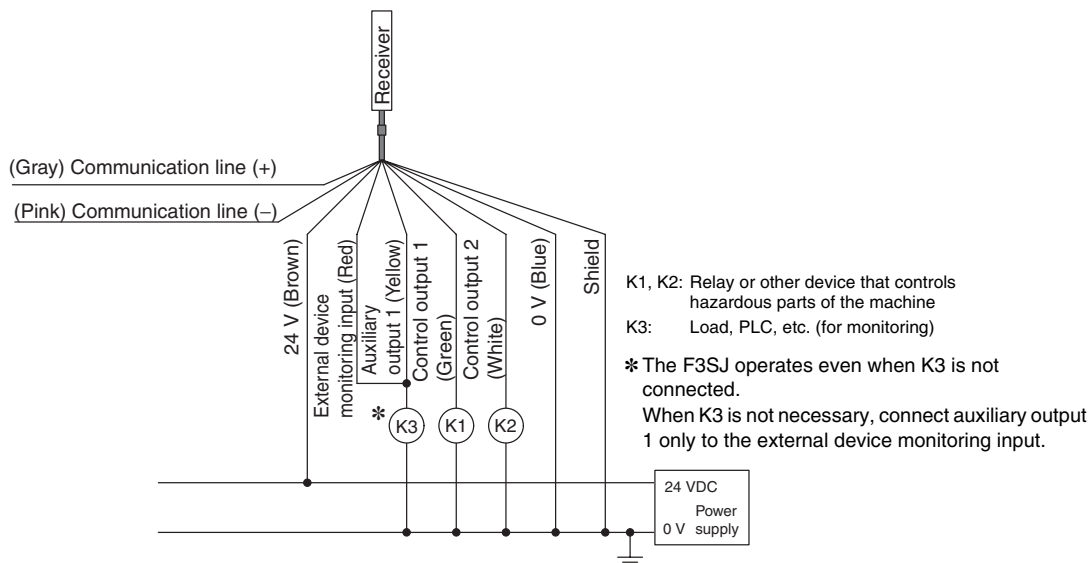 Receiver
(Gray) Communication line (+)
(Pink) Communication line (−)
24 V (Brown)
External device
monitoring input (Red)
Auxiliary
output 1 (Yellow)
Control output 1
(Green)
Control output 2
(White)
0 V (Blue)
Shield
K1, K2: Relay or other device that controls
hazardous parts of the machine
K3: Load, PLC, etc. (for monitoring)
✻ The F3SJ operates even when K3 is not
connected.
When K3 is not necessary, connect auxiliary output
1 only to the external device monitoring input.
✻
K3
K1
K2
24 VDC
Power
0 V supply